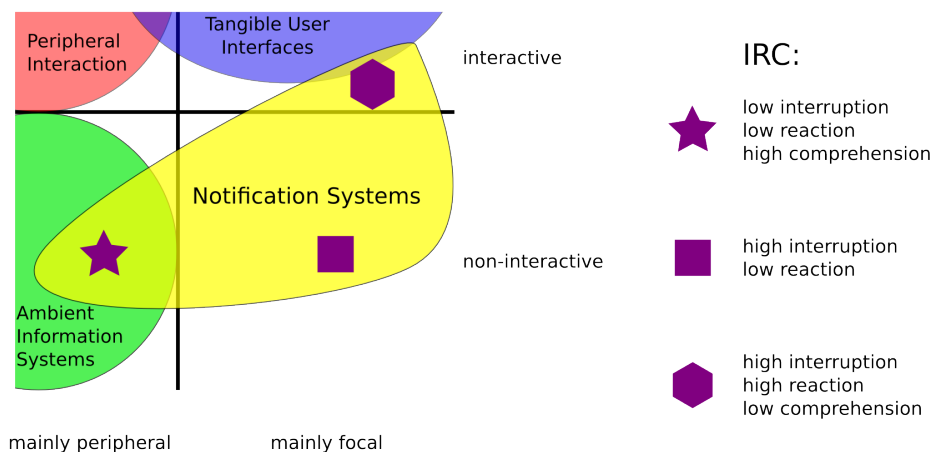 Peripheral
Interaction
Tangible User
Interfaces
interactive
Notification Systems
non-interactive
Ambient
Information
Systems
mainly peripheral
mainly focal
IRC:
low interruption
low reaction
high comprehension
high interruption
low reaction
high interruption
high reaction
low comprehension